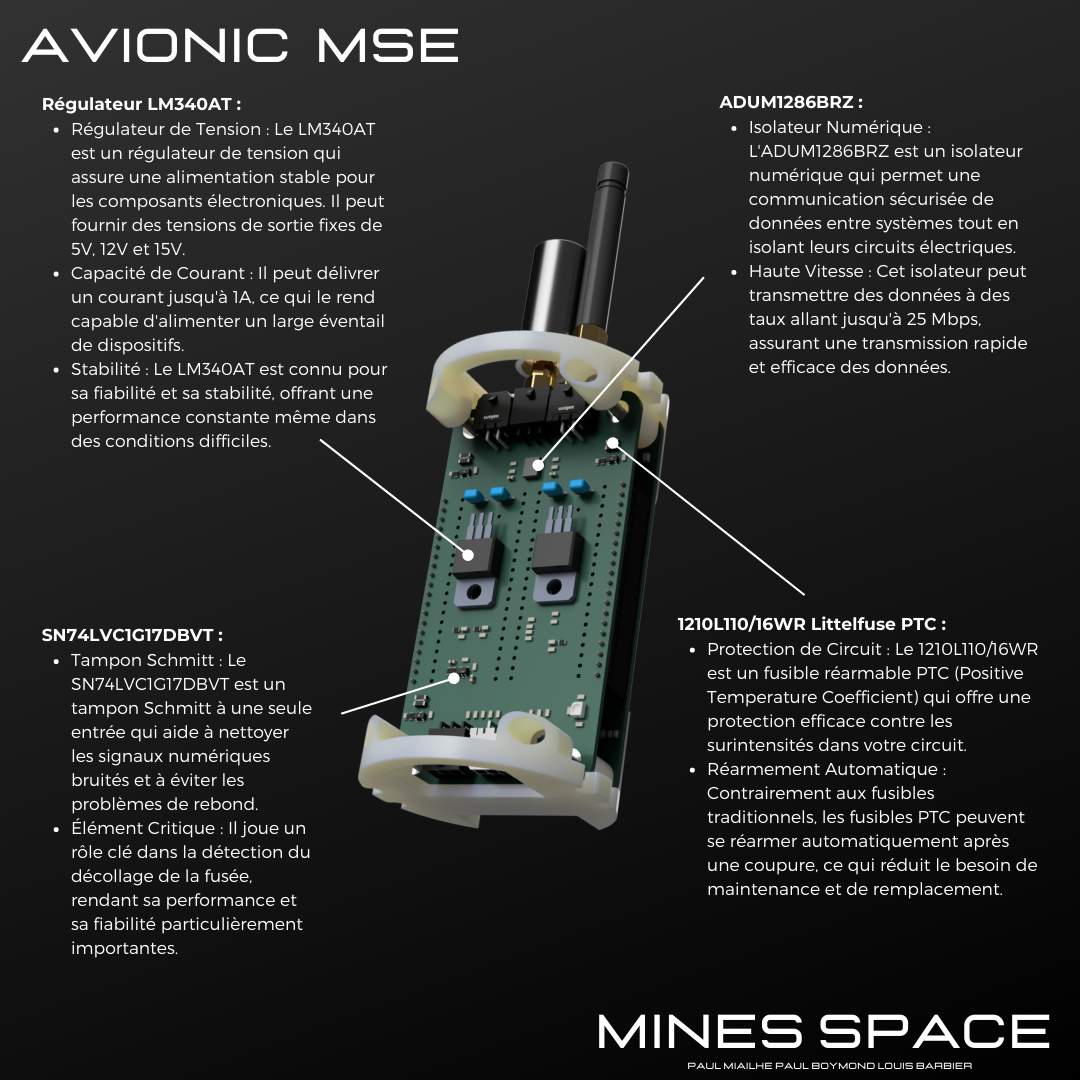 AVIONIC MSE
Régulateur LM340AT :
• Régulateur de Tension : Le LM340AT
est un régulateur de tension qui
assure une alimentation stable pour
les composants électroniques. Il peut
fournir des tensions de sortie fixes de
5V, 12V et 15V.
• Capacité de Courant : Il peut délivrer
un courant jusqu'à 1A, ce qui le rend
capable d'alimenter un large éventail
de dispositifs.
• Stabilité : Le LM340AT est connu pour
sa fiabilité et sa stabilité, offrant une
performance constante même dans
des conditions difficiles.
ADUM1286BRZ :
• Isolateur Numérique :
L'ADUM1286BRZ est un isolateur
numérique qui permet une
communication sécurisée de
données entre systèmes tout en
isolant leurs circuits électriques.
• Haute Vitesse : Cet isolateur peut
transmettre des données à des
taux allant jusqu'à 25 Mbps,
assurant une transmission rapide
et efficace des données.
SN74LVC1G17DBVT :
• Tampon Schmitt : Le
SN74LVC1G17DBVT est un
tampon Schmitt à une seule
entrée qui aide à nettoyer
les signaux numériques
bruités et à éviter les
problèmes de rebond.
• Élément Critique : Il joue un
rôle clé dans la détection du
décollage de la fusée,
rendant sa performance et
sa fiabilité particulièrement
importantes.
1210L110/16WR Littelfuse PTC :
• Protection de Circuit : Le 1210L110/16WR
est un fusible réarmable PTC (Positive
Temperature Coefficient) qui offre une
protection efficace contre les
surintensités dans votre circuit.
• Réarmement Automatique :
Contrairement aux fusibles
traditionnels, les fusibles PTC peuvent
se réarmer automatiquement après
une coupure, ce qui réduit le besoin de
maintenance et de remplacement.
MINES SPACE
PAUL MIAILHE PAUL BOYMOND LOUIS BARBIER